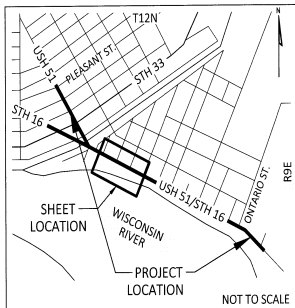 T12N
N
USH 51
PLEASANT ST.
STH 33
STH 16
ONTARIO ST.
R9E
USH 51/STH 16
SHEET
LOCATION
WISCONSIN
RIVER
PROJECT
LOCATION
NOT TO SCALE